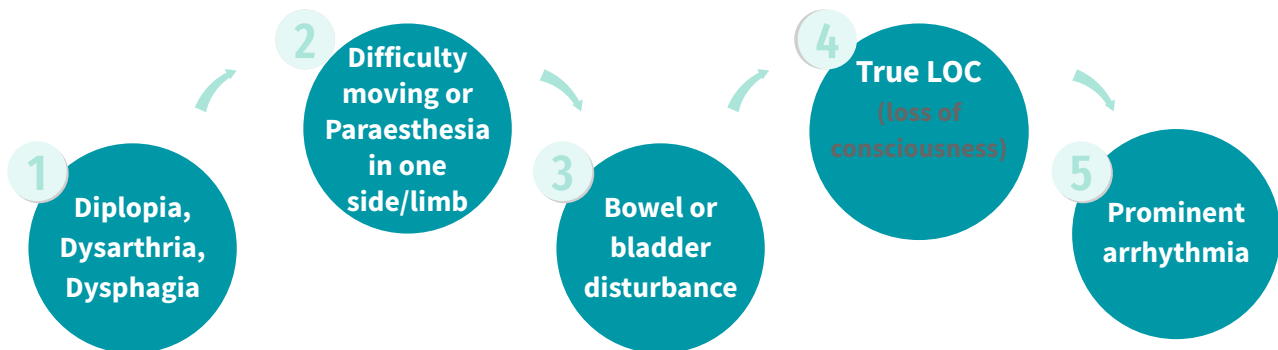 1
Diplopia,
Dysarthria,
Dysphagia
2
Difficulty
moving or
Paraesthesia
in one
side/limb
3
Bowel or
bladder
disturbance
4
True LOC
(loss of
consciousness)
5
Prominent
arrhythmia